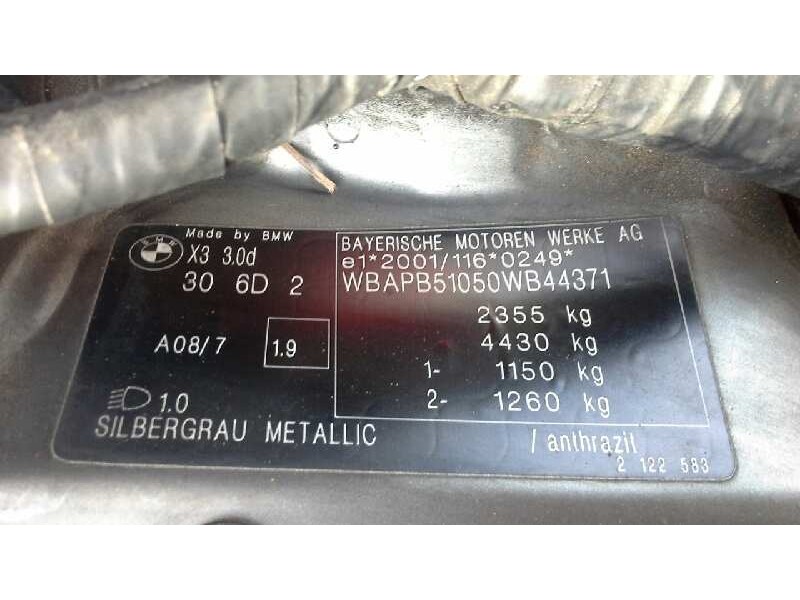 BMW
Made by BMW
X3 3.0d
30 6D 2
A08/7
1.9
1.0
SILBERGRAU METALLIC
BAYERISCHE MOTOREN WERKE AG
e1*2001/116*0249*
WBAPB51050WB44371
2355 kg
4430 kg
1- 1150 kg
2- 1260 kg
/ anthrazit
2 122 583